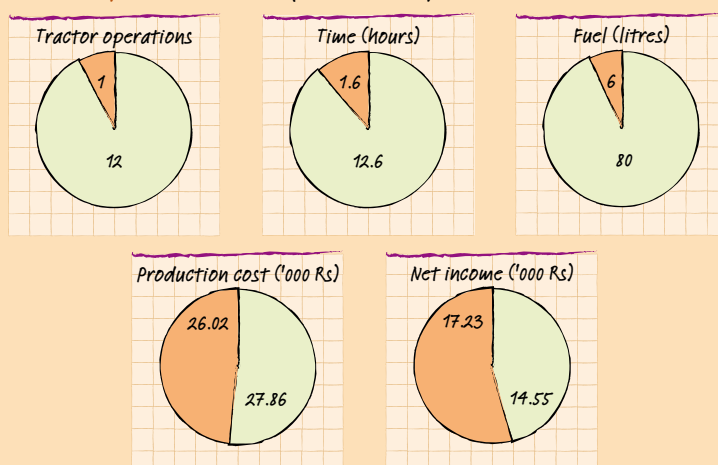 Tractor operations
1
12
Time (hours)
1.6
12.6
Fuel (litres)
6
80
Production cost ('000 Rs)
26.02
27.86
Net income ('000 Rs)
17.23
14.55